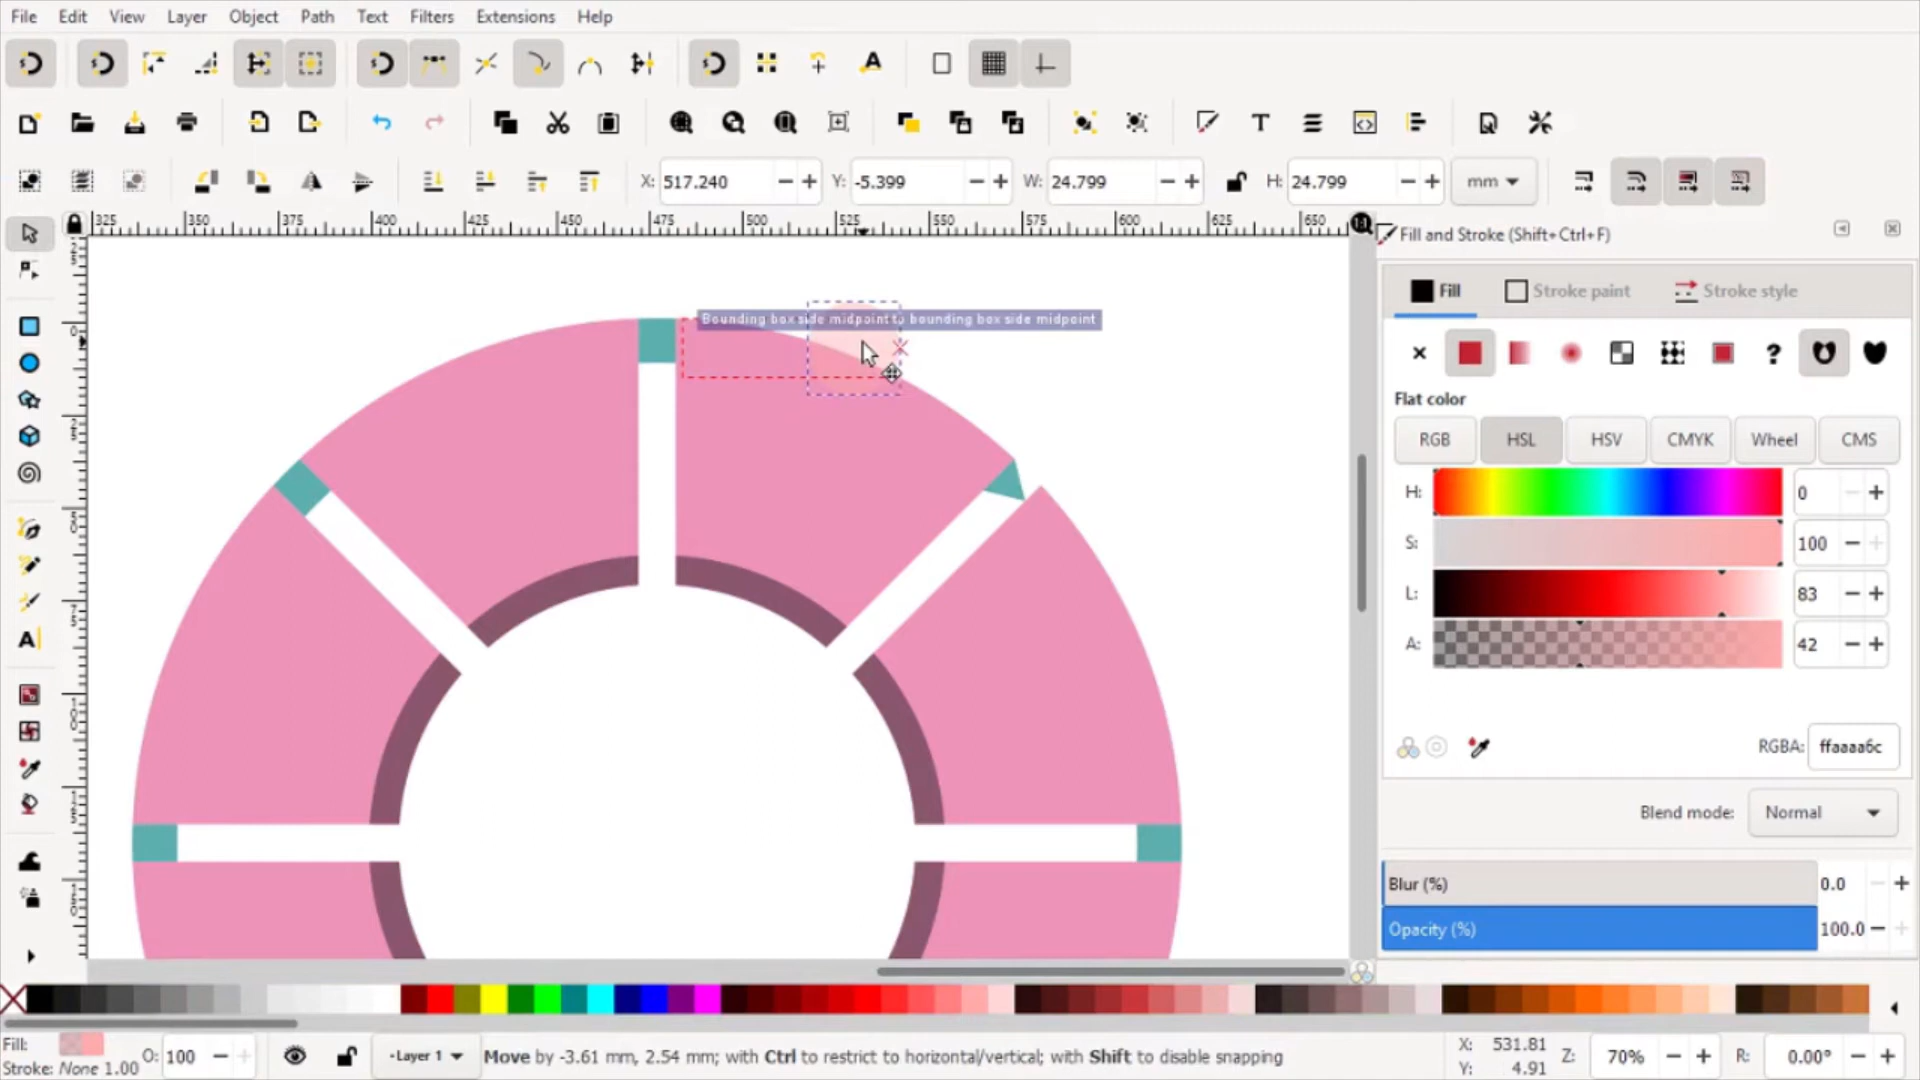 File Edit View Layer Object Path Text Filters Extensions Help
X: 517.240 Y: -5.399 W: 24.799 H: 24.799 mm
325 350 375 400 425 450 475 500 525 550 575 600 625 650
Fill and Stroke (Shift+Ctrl+F)
Fill Stroke paint Stroke style
Bounding box side midpoint to bounding box side midpoint
Flat color
RGB HSL HSV CMYK Wheel CMS
H: 0
S: 100
L: 83
A: 42
RGBA: ffaaaa6c
Blend mode: Normal
Blur (%) 0.0
Opacity (%) 100.0
Fill:
Stroke: None 1.00
O: 100
Layer 1
Move by -3.61 mm, 2.54 mm; with Ctrl to restrict to horizontal/vertical; with Shift to disable snapping
X: 531.81
Y: 4.91
Z: 70%
R: 0.00°